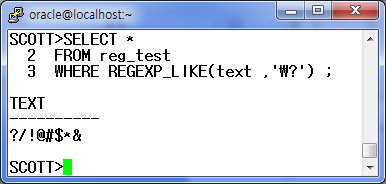 oracle@localhost:~
SCOTT>SELECT *
2 FROM reg_test
3 WHERE REGEXP_LIKE(text ,'₩?') ;
TEXT
----------
?/!@#$*&
SCOTT>